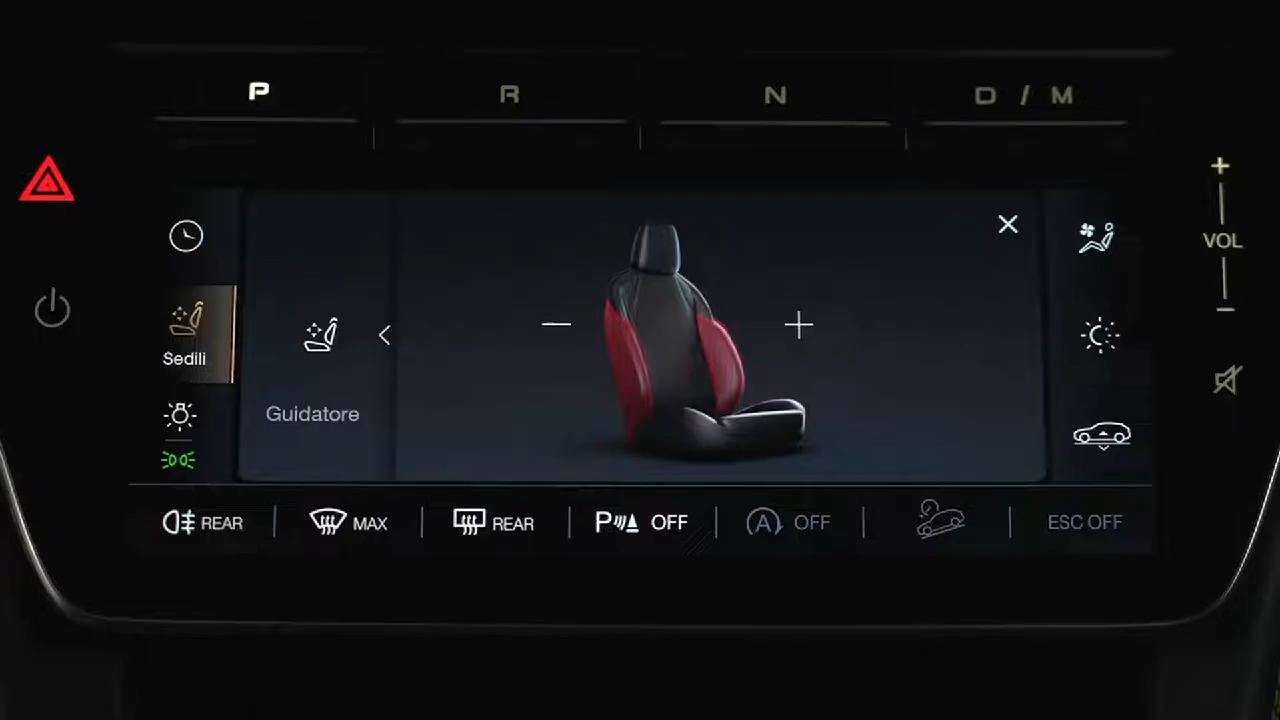 P R N D / M
+
VOL
−
Sedili
Guidatore
REAR MAX REAR P OFF A OFF ESC OFF